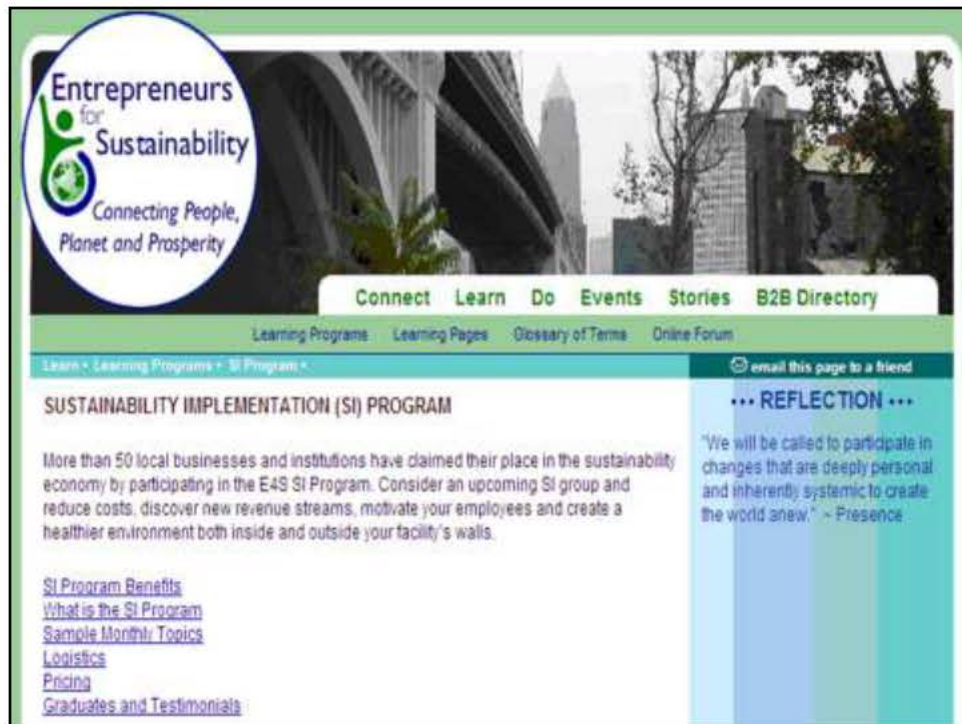 Entrepreneurs
for
Sustainability
Connecting People,
Planet and Prosperity
Connect Learn Do Events Stories B2B Directory
Learning Programs Learning Pages Glossary of Terms Online Forum
Learn • Learning Programs • SI Program •
email this page to a friend
SUSTAINABILITY IMPLEMENTATION (SI) PROGRAM
More than 50 local businesses and institutions have claimed their place in the sustainability
economy by participating in the E4S SI Program. Consider an upcoming SI group and
reduce costs, discover new revenue streams, motivate your employees and create a
healthier environment both inside and outside your facility's walls.
SI Program Benefits
What is the SI Program
Sample Monthly Topics
Logistics
Pricing
Graduates and Testimonials
••• REFLECTION •••
"We will be called to participate in
changes that are deeply personal
and inherently systemic to create
the world anew." ~ Presence